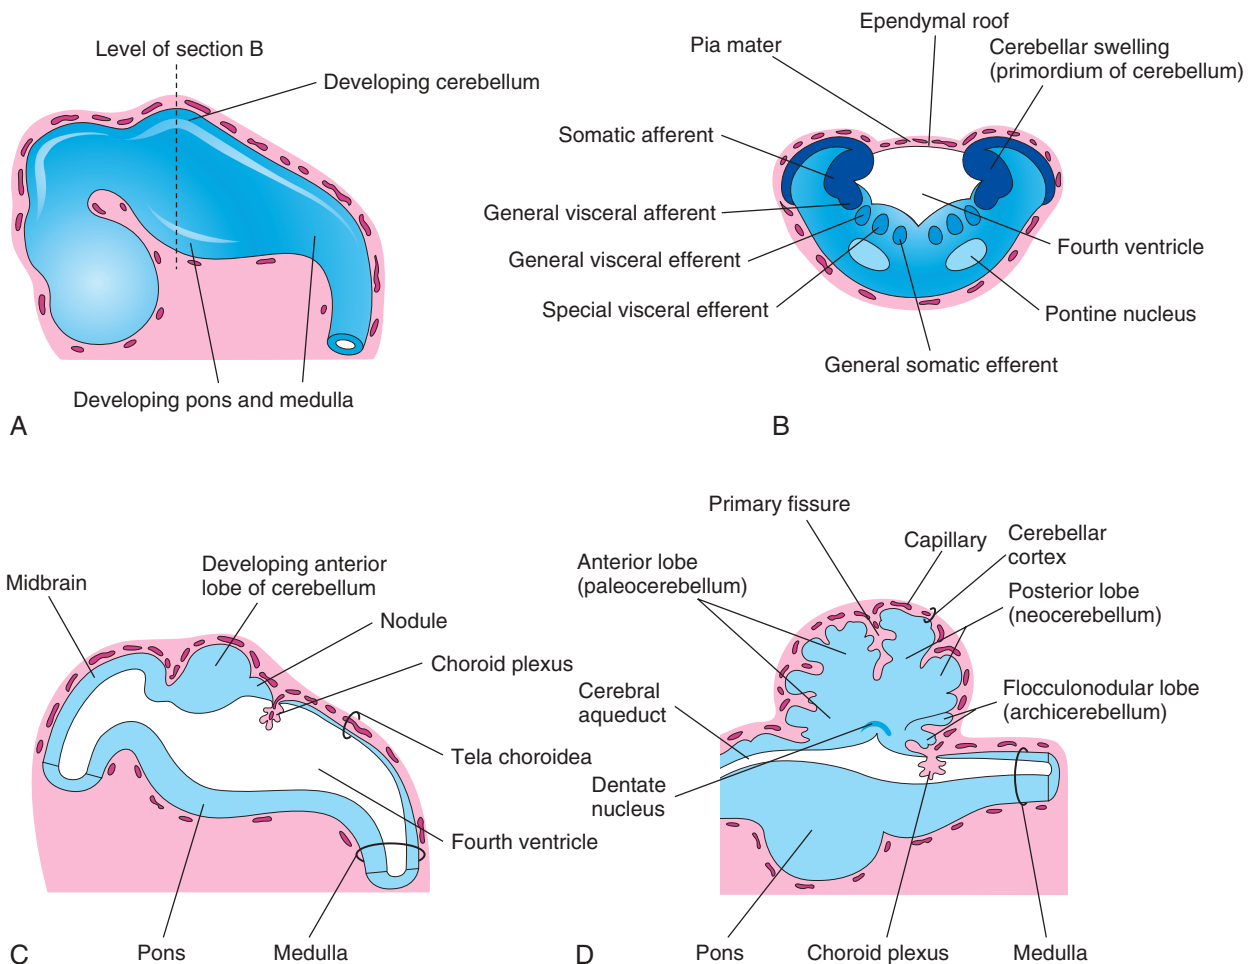 Level of section B
Developing cerebellum
Developing pons and medulla
A
Ependymal roof
Pia mater
Cerebellar swelling
(primordium of cerebellum)
Somatic afferent
General visceral afferent
General visceral efferent
Special visceral efferent
Fourth ventricle
Pontine nucleus
General somatic efferent
B
Midbrain
Developing anterior
lobe of cerebellum
Nodule
Choroid plexus
Tela choroidea
Fourth ventricle
Pons
Medulla
C
Primary fissure
Capillary
Cerebellar
cortex
Anterior lobe
(paleocerebellum)
Posterior lobe
(neocerebellum)
Cerebral
aqueduct
Flocculonodular lobe
(archicerebellum)
Dentate
nucleus
Pons
Choroid plexus
Medulla
D